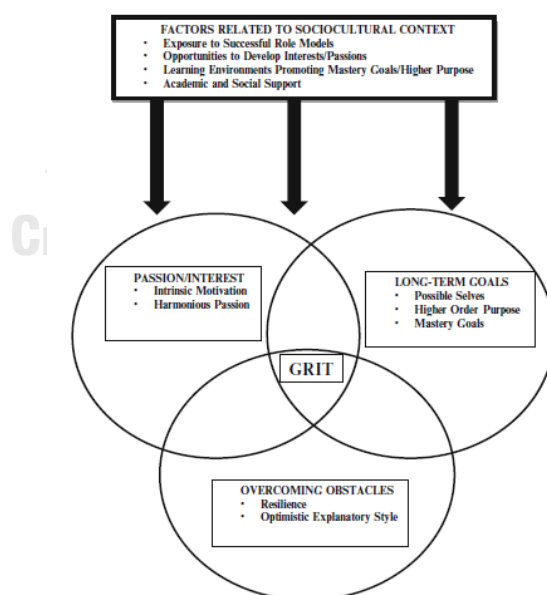 FACTORS RELATED TO SOCIOCULTURAL CONTEXT
• Exposure to Successful Role Models
• Opportunities to Develop Interests/Passions
• Learning Environments Promoting Mastery Goals/Higher Purpose
• Academic and Social Support
PASSION/INTEREST
• Intrinsic Motivation
• Harmonious Passion
LONG-TERM GOALS
• Possible Selves
• Higher Order Purpose
• Mastery Goals
GRIT
OVERCOMING OBSTACLES
• Resilience
• Optimistic Explanatory Style